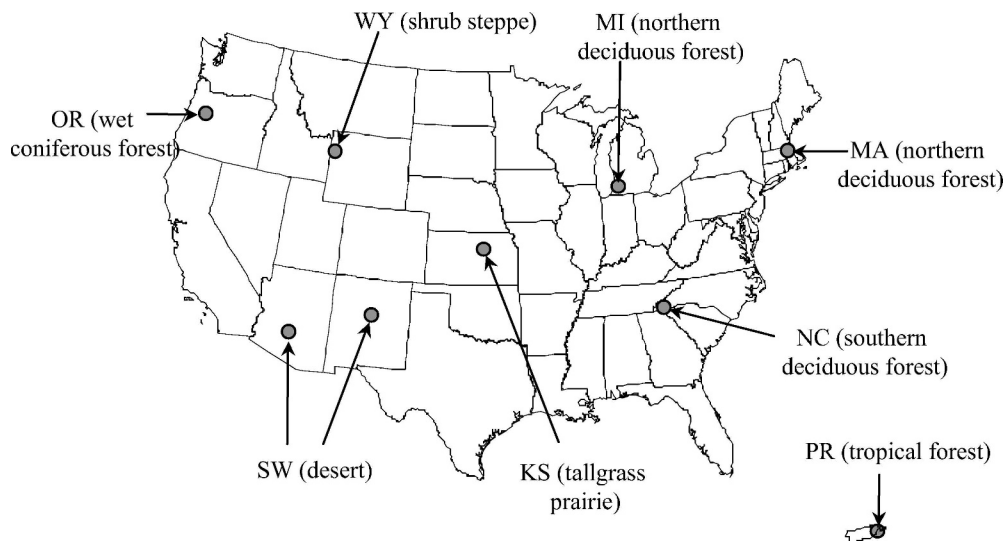 WY (shrub steppe)
MI (northern
deciduous forest)
OR (wet
coniferous forest)
MA (northern
deciduous forest)
NC (southern
deciduous forest)
SW (desert)
KS (tallgrass
prairie)
PR (tropical forest)